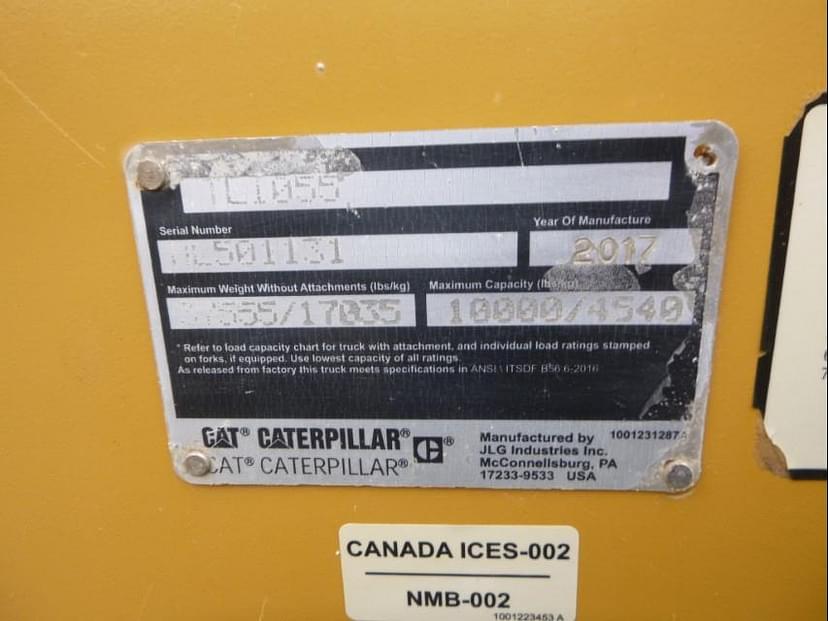 TL1055
Serial Number
Year Of Manufacture
2017
Maximum Weight Without Attachments (lbs/kg)
Maximum Capacity (lbs/kg)
10000/4540
* Refer to load capacity chart for truck with attachment, and individual load ratings stamped
on forks, if equipped. Use lowest capacity of all ratings.
As released from factory this truck meets specifications in ANSI \ ITSDF B56.6-2016
CAT® CATERPILLAR®
CAT® CATERPILLAR®
Manufactured by
JLG Industries Inc.
McConnellsburg, PA
17233-9533 USA
1001231287A
CANADA ICES-002
NMB-002
1001223453 A